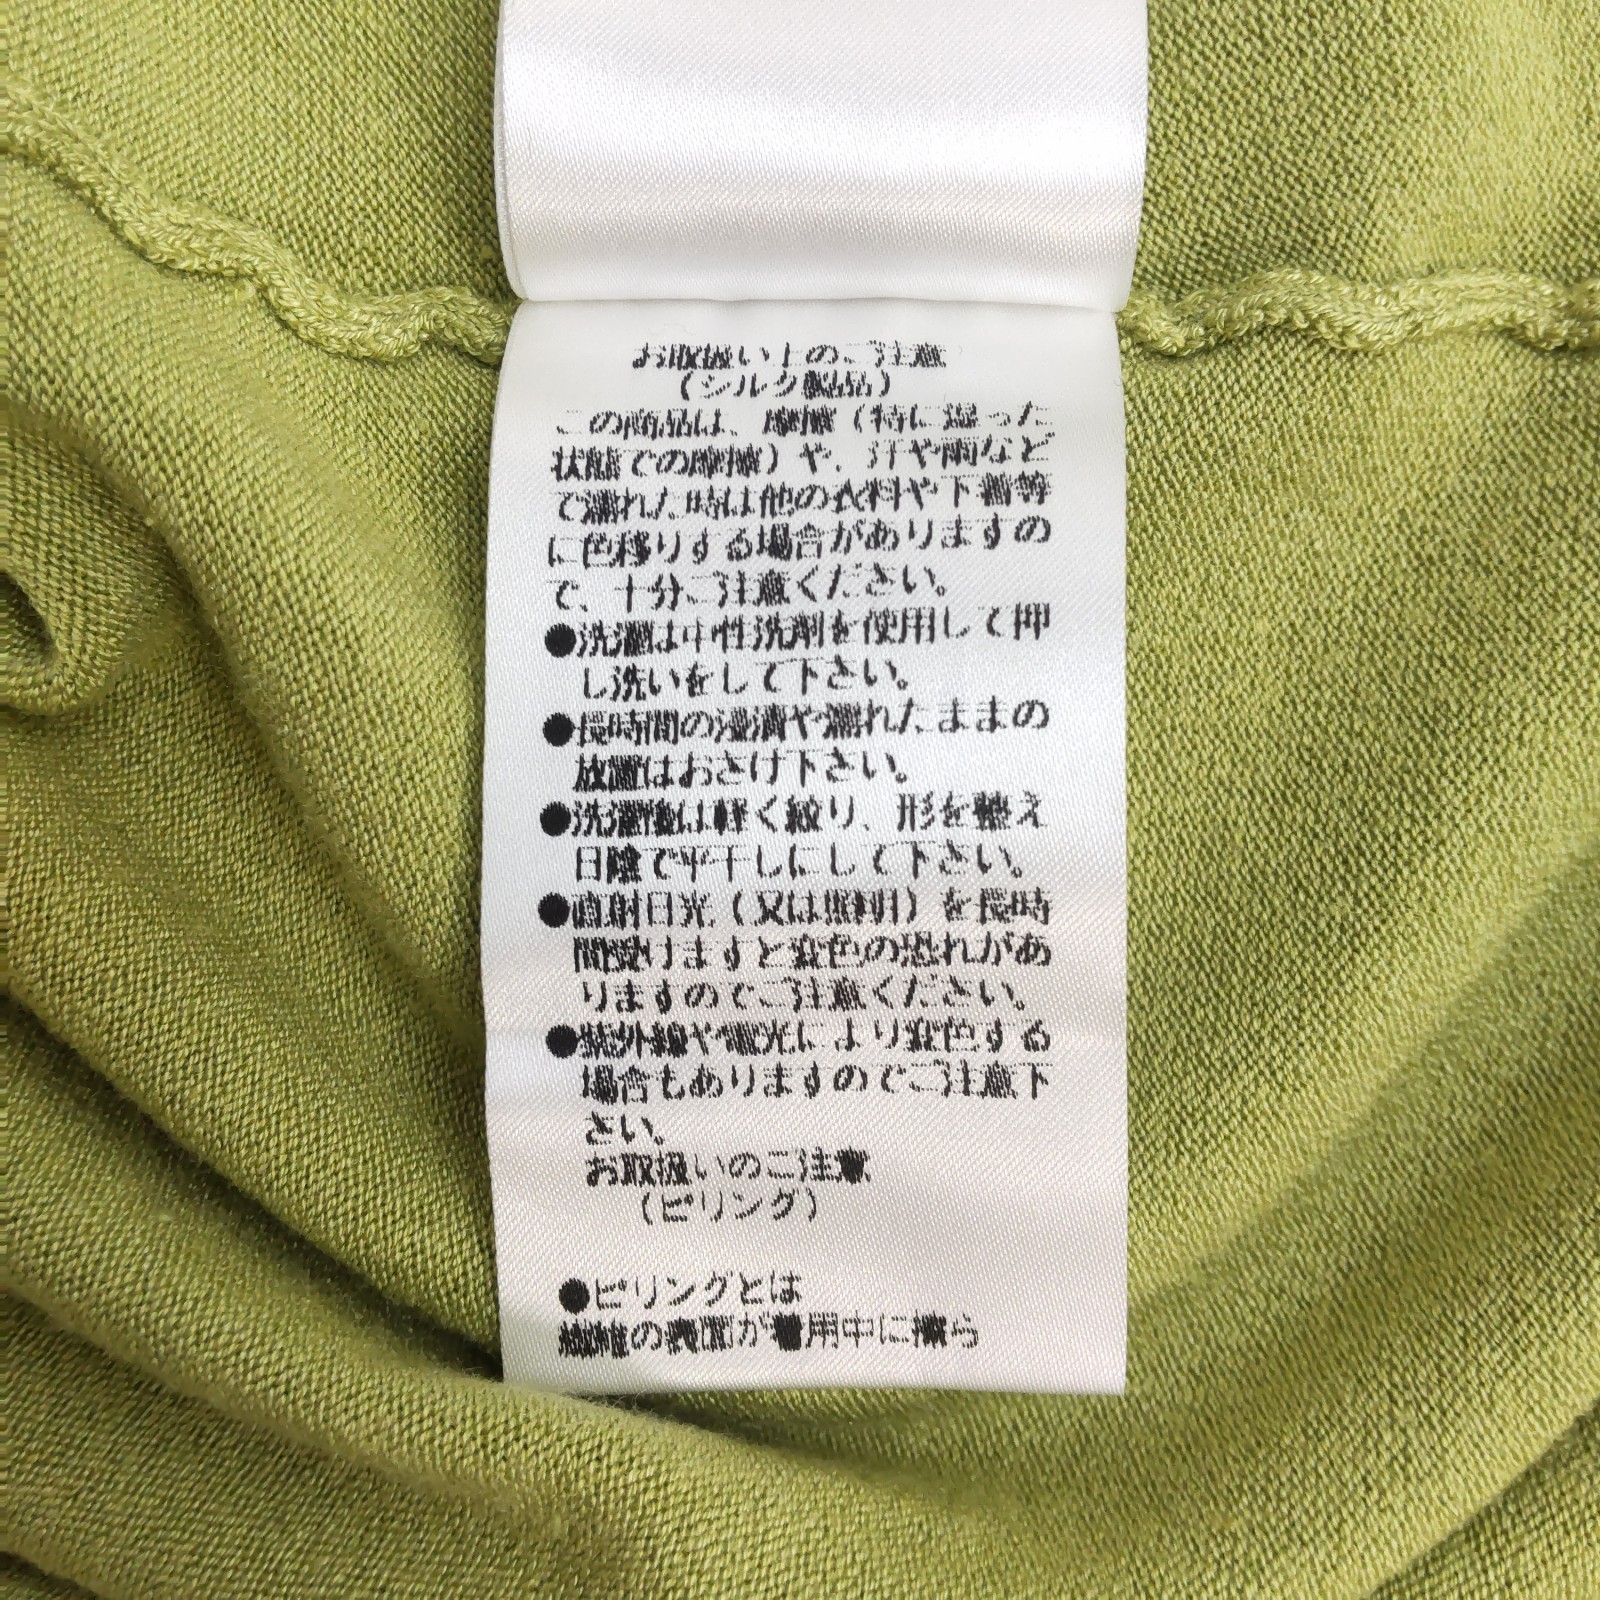 お取扱い上のご注意
(シルク製品)
この商品は、摩擦(特に湿った
状態での摩擦)や、汗や雨など
で濡れた時は他の衣料や下着等
に色移りする場合がありますの
で、十分ご注意ください。
●洗濯は中性洗剤を使用して押
し洗いをして下さい。
●長時間の浸漬や濡れたままの
放置はおさけ下さい。
●洗濯後は軽く絞り、形を整え
日陰で平干しにして下さい。
●直射日光(又は照明)を長時
間受けますと変色の恐れがあ
りますのでご注意ください。
●紫外線や電光により変色する
場合もありますのでご注意下
さい。
お取扱いのご注意
(ピリング)
●ピリングとは
繊維の表面が着用中に擦ら